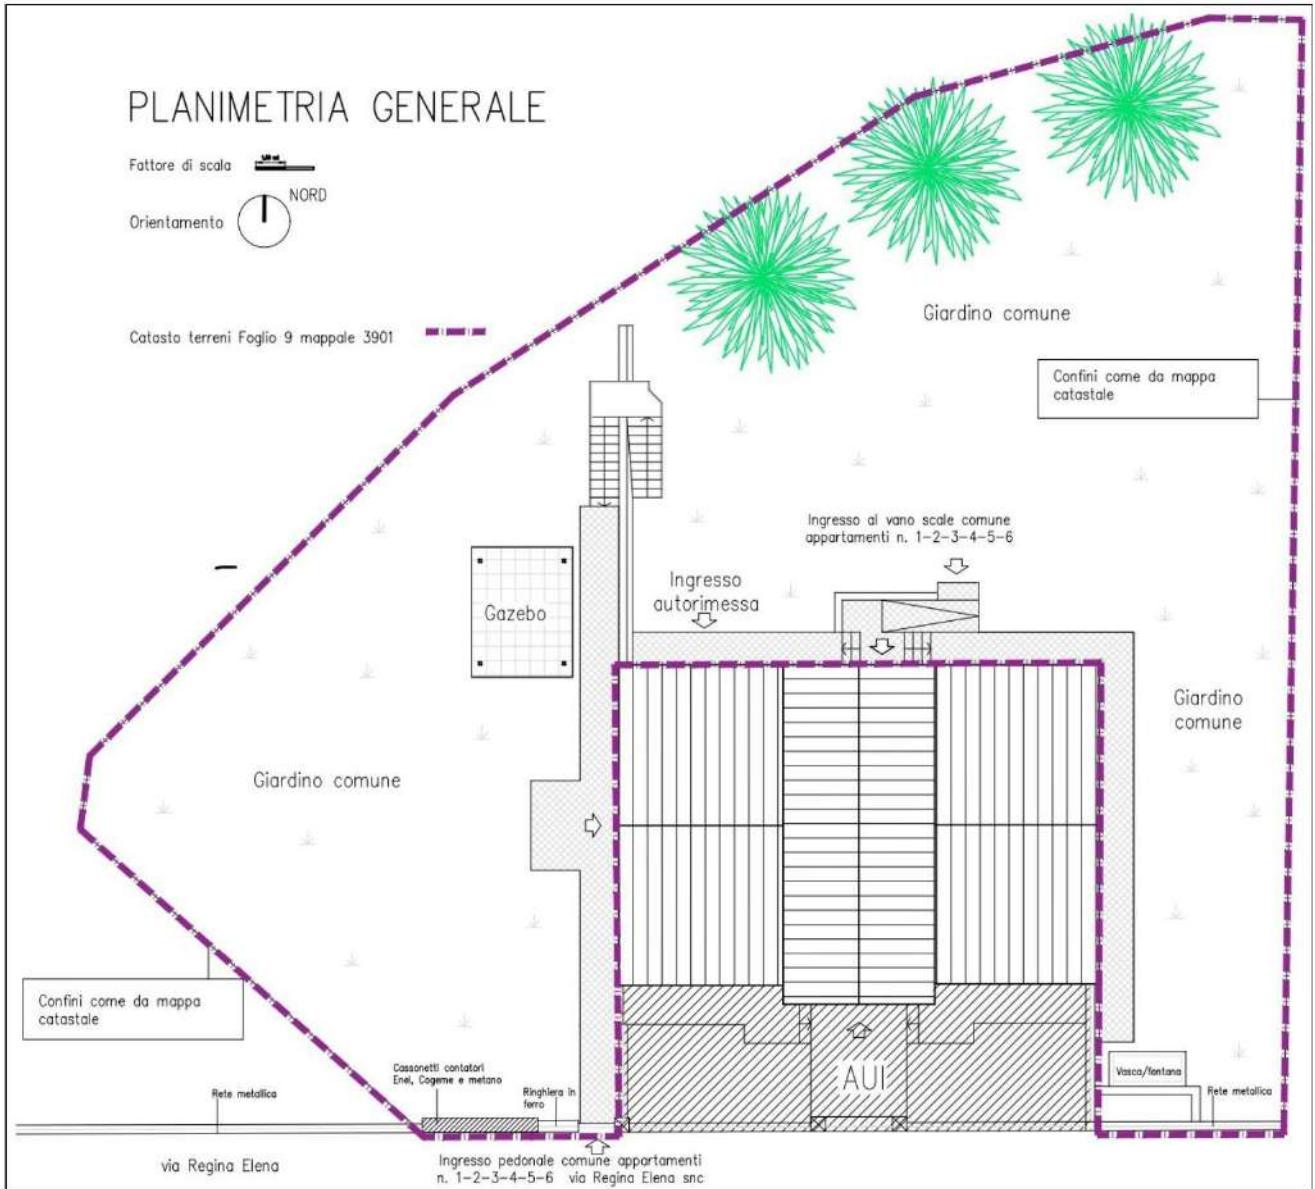 PLANIMETRIA GENERALE
Fattore di scala
NORD
Orientamento
Catasto terreni Foglio 9 mappale 3901
Giardino comune
Confini come da mappa
catastale
Ingresso al vano scale comune
appartamenti n. 1-2-3-4-5-6
Ingresso
autorimessa
Gazebo
Giardino
comune
Giardino comune
Confini come da mappa
catastale
Cassonetti contatori
Enel, Cogeme e metano
Ringhiera in
ferro
Rete metallica
AUI
Vasca/fontana
Rete metallica
via Regina Elena
Ingresso pedonale comune appartamenti
n. 1-2-3-4-5-6 via Regina Elena snc